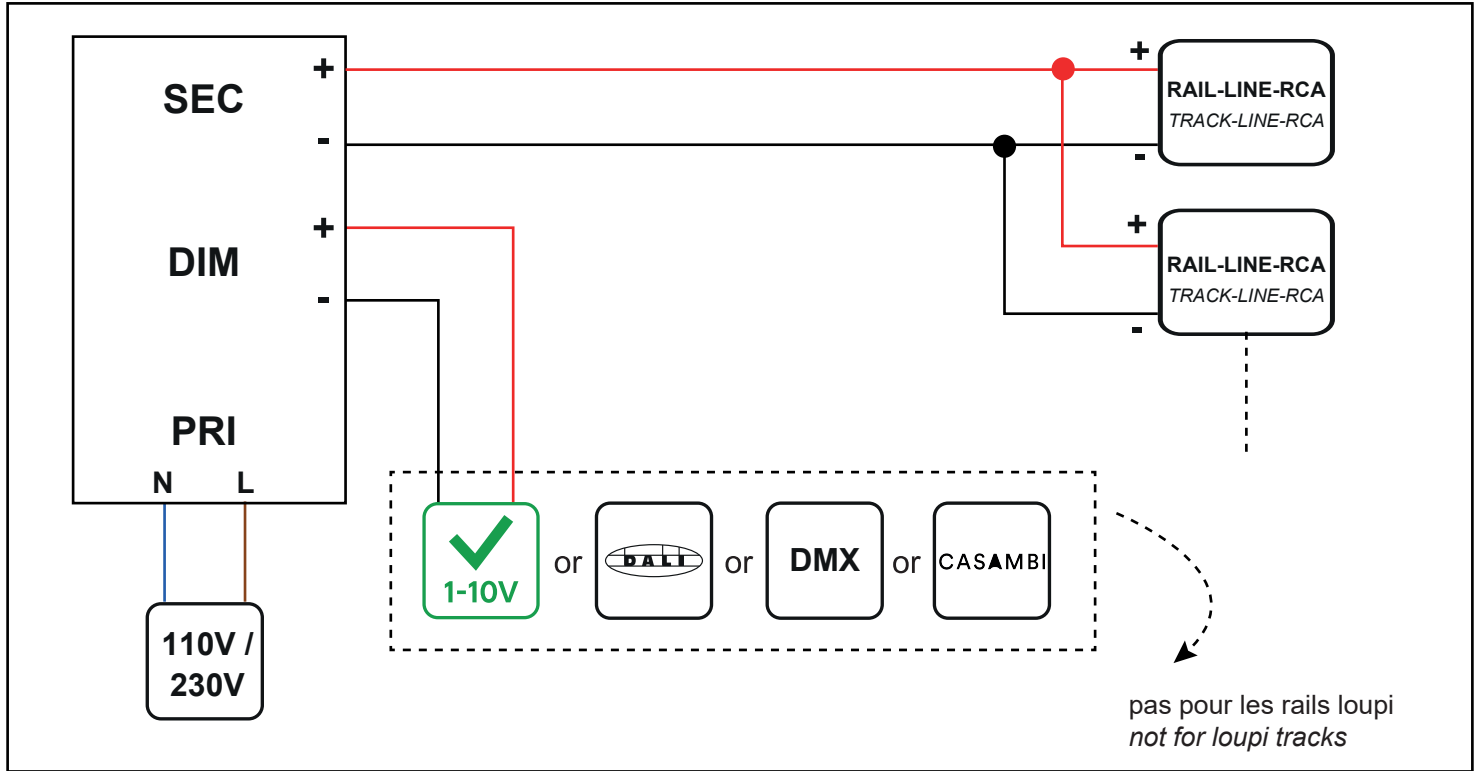 SEC
+
-
DIM
+
-
PRI
N L
110V /
230V
+
RAIL-LINE-RCA
TRACK-LINE-RCA
-
+
RAIL-LINE-RCA
TRACK-LINE-RCA
-
1-10V
or
DALI
or
DMX
or
CASAMBI
pas pour les rails loupi
not for loupi tracks